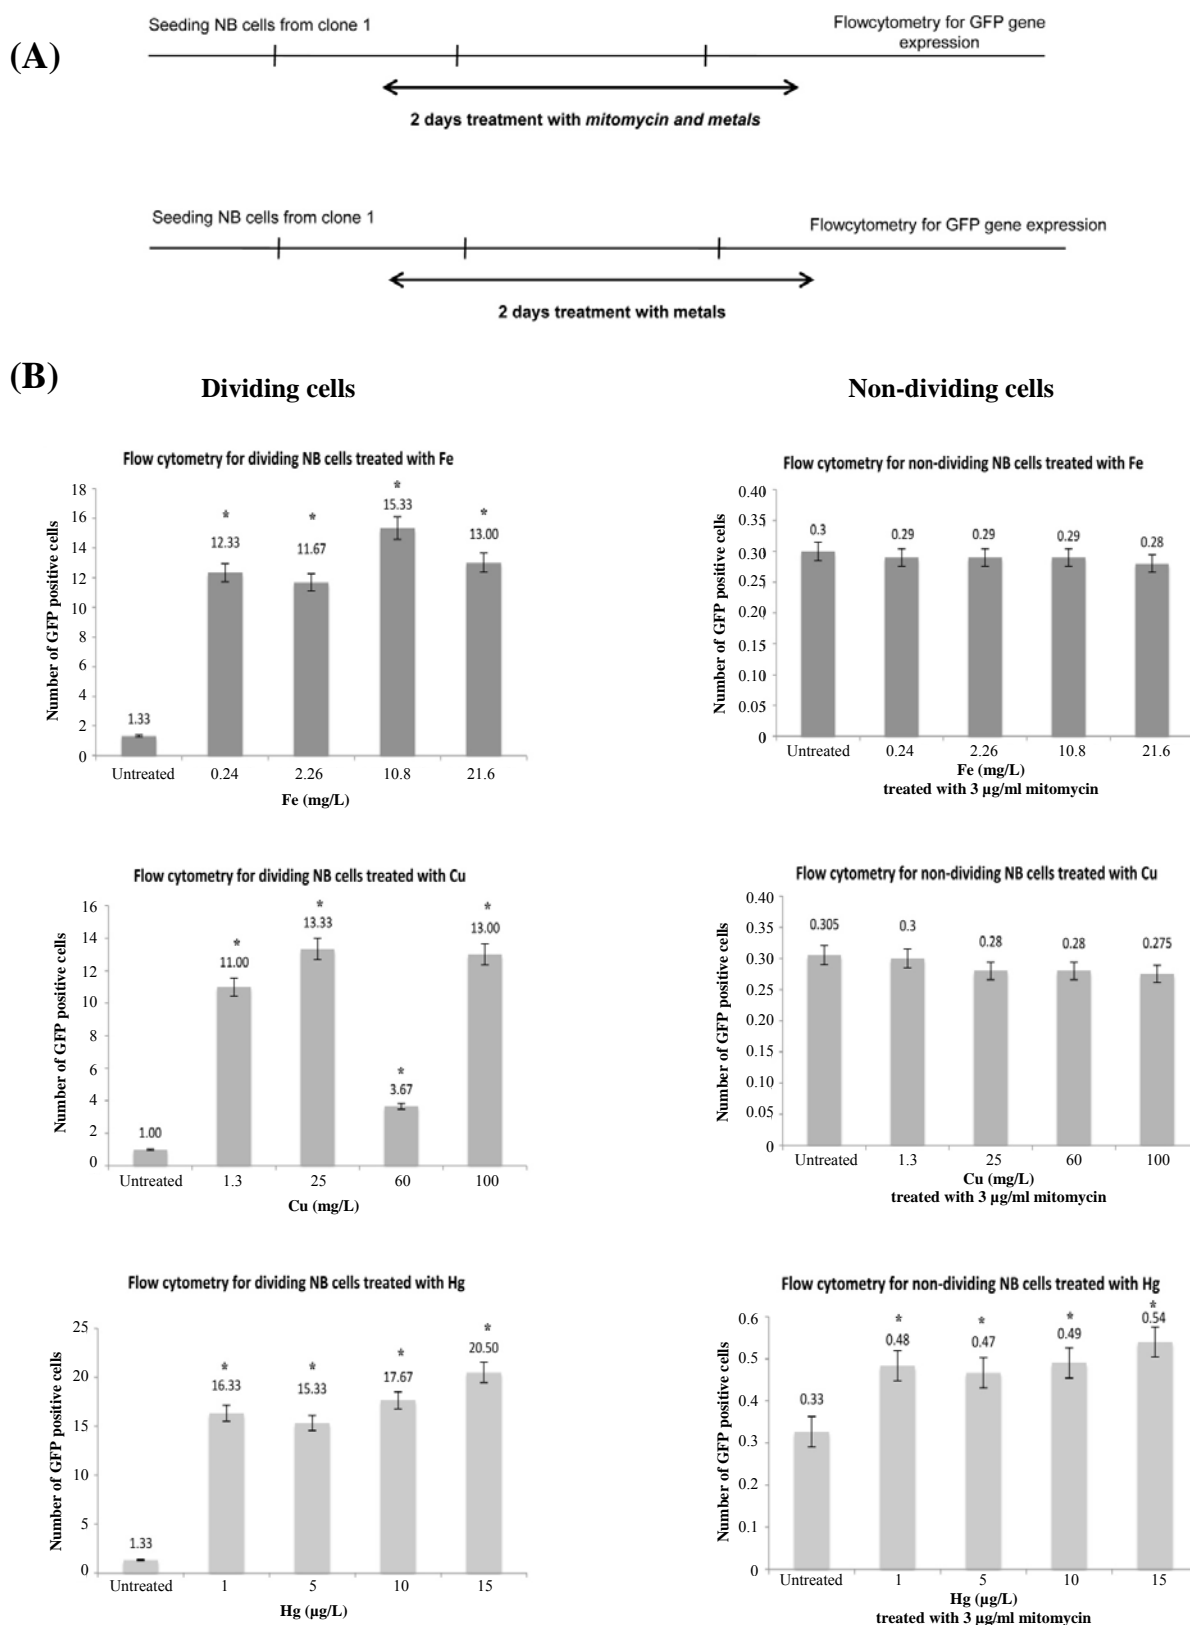 (A)
Seeding NB cells from clone 1
Flowcytometry for GFP gene
expression
2 days treatment with mitomycin and metals
Seeding NB cells from clone 1
Flowcytometry for GFP gene expression
2 days treatment with metals
(B)
Dividing cells
Non-dividing cells
Flow cytometry for dividing NB cells treated with Fe
Number of GFP positive cells
18
16
14
12
10
8
6
4
2
0
1.33
*
12.33
*
11.67
*
15.33
*
13.00
Untreated 0.24 2.26 10.8 21.6
Fe (mg/L)
Flow cytometry for non-dividing NB cells treated with Fe
Number of GFP positive cells
0.40
0.35
0.30
0.25
0.20
0.15
0.10
0.05
0
0.3
0.29
0.29
0.29
0.28
Untreated 0.24 2.26 10.8 21.6
Fe (mg/L)
treated with 3 µg/ml mitomycin
Flow cytometry for dividing NB cells treated with Cu
Number of GFP positive cells
16
14
12
10
8
6
4
2
0
1.00
*
11.00
*
13.33
*
3.67
*
13.00
Untreated 1.3 25 60 100
Cu (mg/L)
Flow cytometry for non-dividing NB cells treated with Cu
Number of GFP positive cells
0.40
0.35
0.30
0.25
0.20
0.15
0.10
0.05
0
0.305
0.3
0.28
0.28
0.275
Untreated 1.3 25 60 100
Cu (mg/L)
treated with 3 µg/ml mitomycin
Flow cytometry for dividing NB cells treated with Hg
Number of GFP positive cells
25
20
15
10
5
0
1.33
*
16.33
*
15.33
*
17.67
*
20.50
Untreated 1 5 10 15
Hg (µg/L)
Flow cytometry for non-dividing NB cells treated with Hg
Number of GFP positive cells
0.6
0.5
0.4
0.3
0.2
0.1
0
0.33
*
0.48
*
0.47
*
0.49
*
0.54
Untreated 1 5 10 15
Hg (µg/L)
treated with 3 µg/ml mitomycin